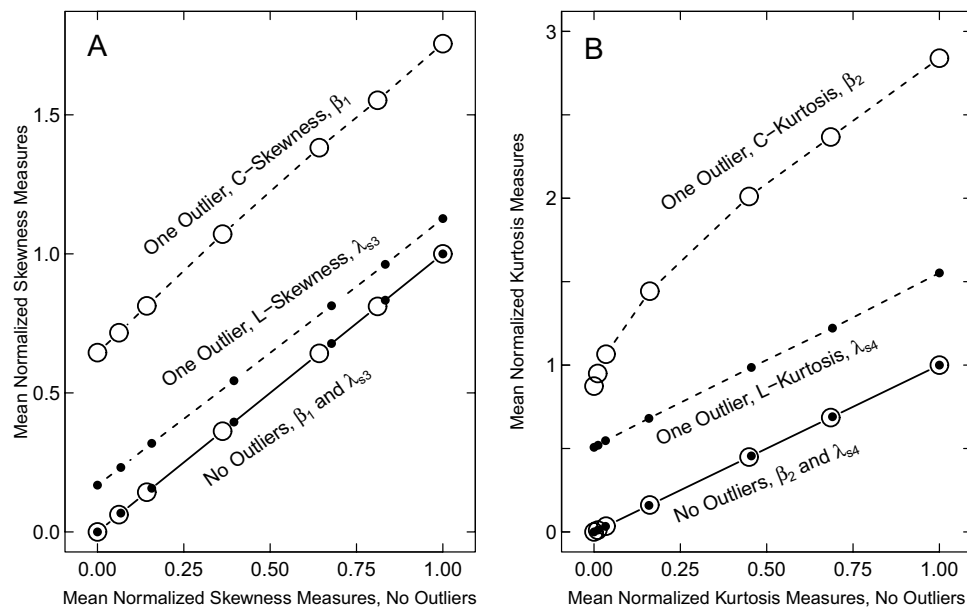 A
Mean Normalized Skewness Measures
1.5
1.0
0.5
0.0
One Outlier, C−Skewness, β1
One Outlier, L−Skewness, λs3
No Outliers, β1 and λs3
0.00 0.25 0.50 0.75 1.00
Mean Normalized Skewness Measures, No Outliers
B
Mean Normalized Kurtosis Measures
3
2
1
0
One Outlier, C−Kurtosis, β2
One Outlier, L−Kurtosis, λs4
No Outliers, β2 and λs4
0.00 0.25 0.50 0.75 1.00
Mean Normalized Kurtosis Measures, No Outliers